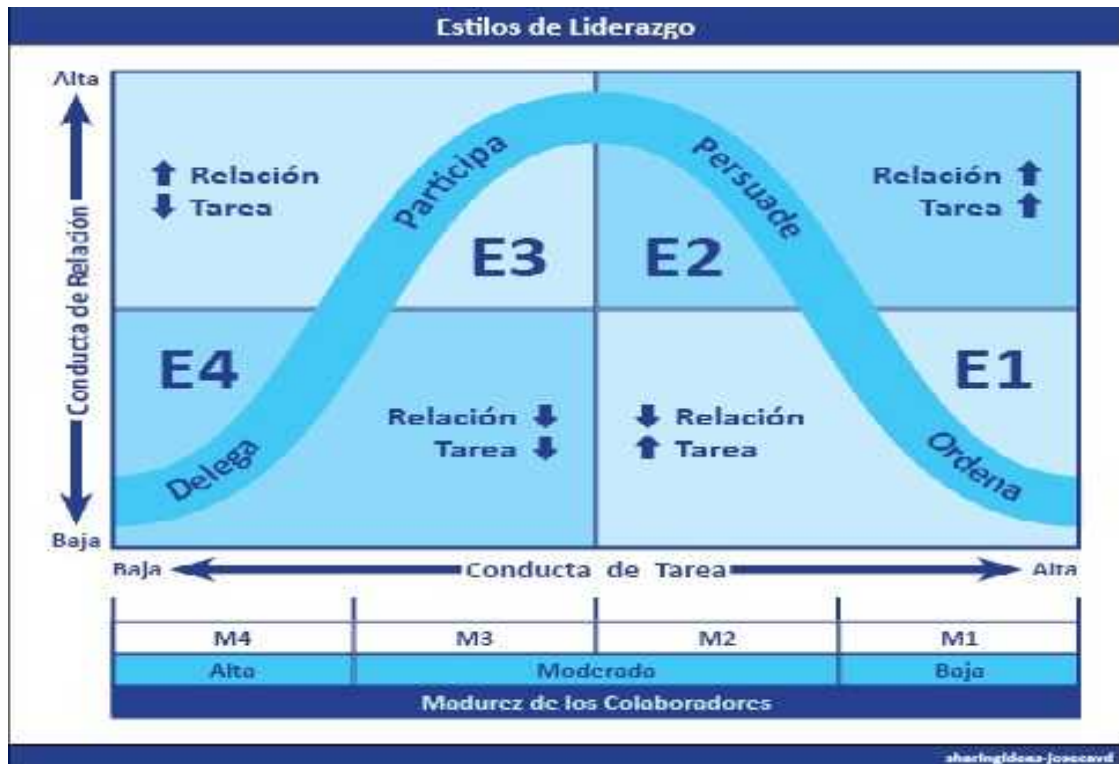 Estilos de Liderazgo
Alta
Conducta de Relación
Baja
↑ Relación
↓ Tarea
Participa
E3
Persuade
E2
Relación ↑
Tarea ↑
E4
Delega
Relación ↓
Tarea ↓
↓ Relación
↑ Tarea
E1
Ordena
Baja
Conducta de Tarea
Alta
M4 M3 M2 M1
Alta Moderada Baja
Madurez de los Colaboradores